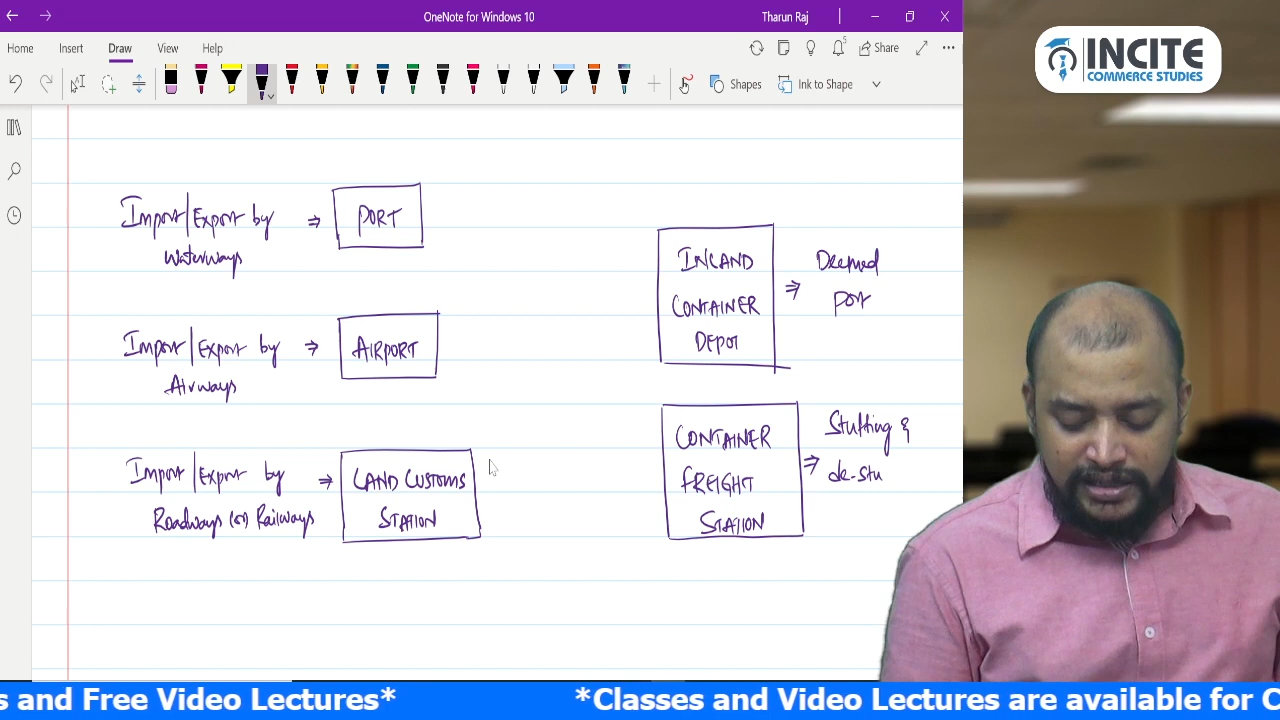 OneNote for Windows 10
Tharun Raj
Home Insert Draw View Help
5
Share
Shapes
Ink to Shape
INCITE
COMMERCE STUDIES
Import|Export by ⇒ PORT
Waterways
Import|Export by ⇒ AIRPORT
Airways
Import|Export by ⇒ LAND CUSTOMS
Roadways (or) Railways STATION
INLAND
CONTAINER
DEPOT
⇒ Deemed
port
CONTAINER
FREIGHT
STATION
⇒ Stuffing &
de-stu
s and Free Video Lectures* *Classes and Video Lectures are available for C